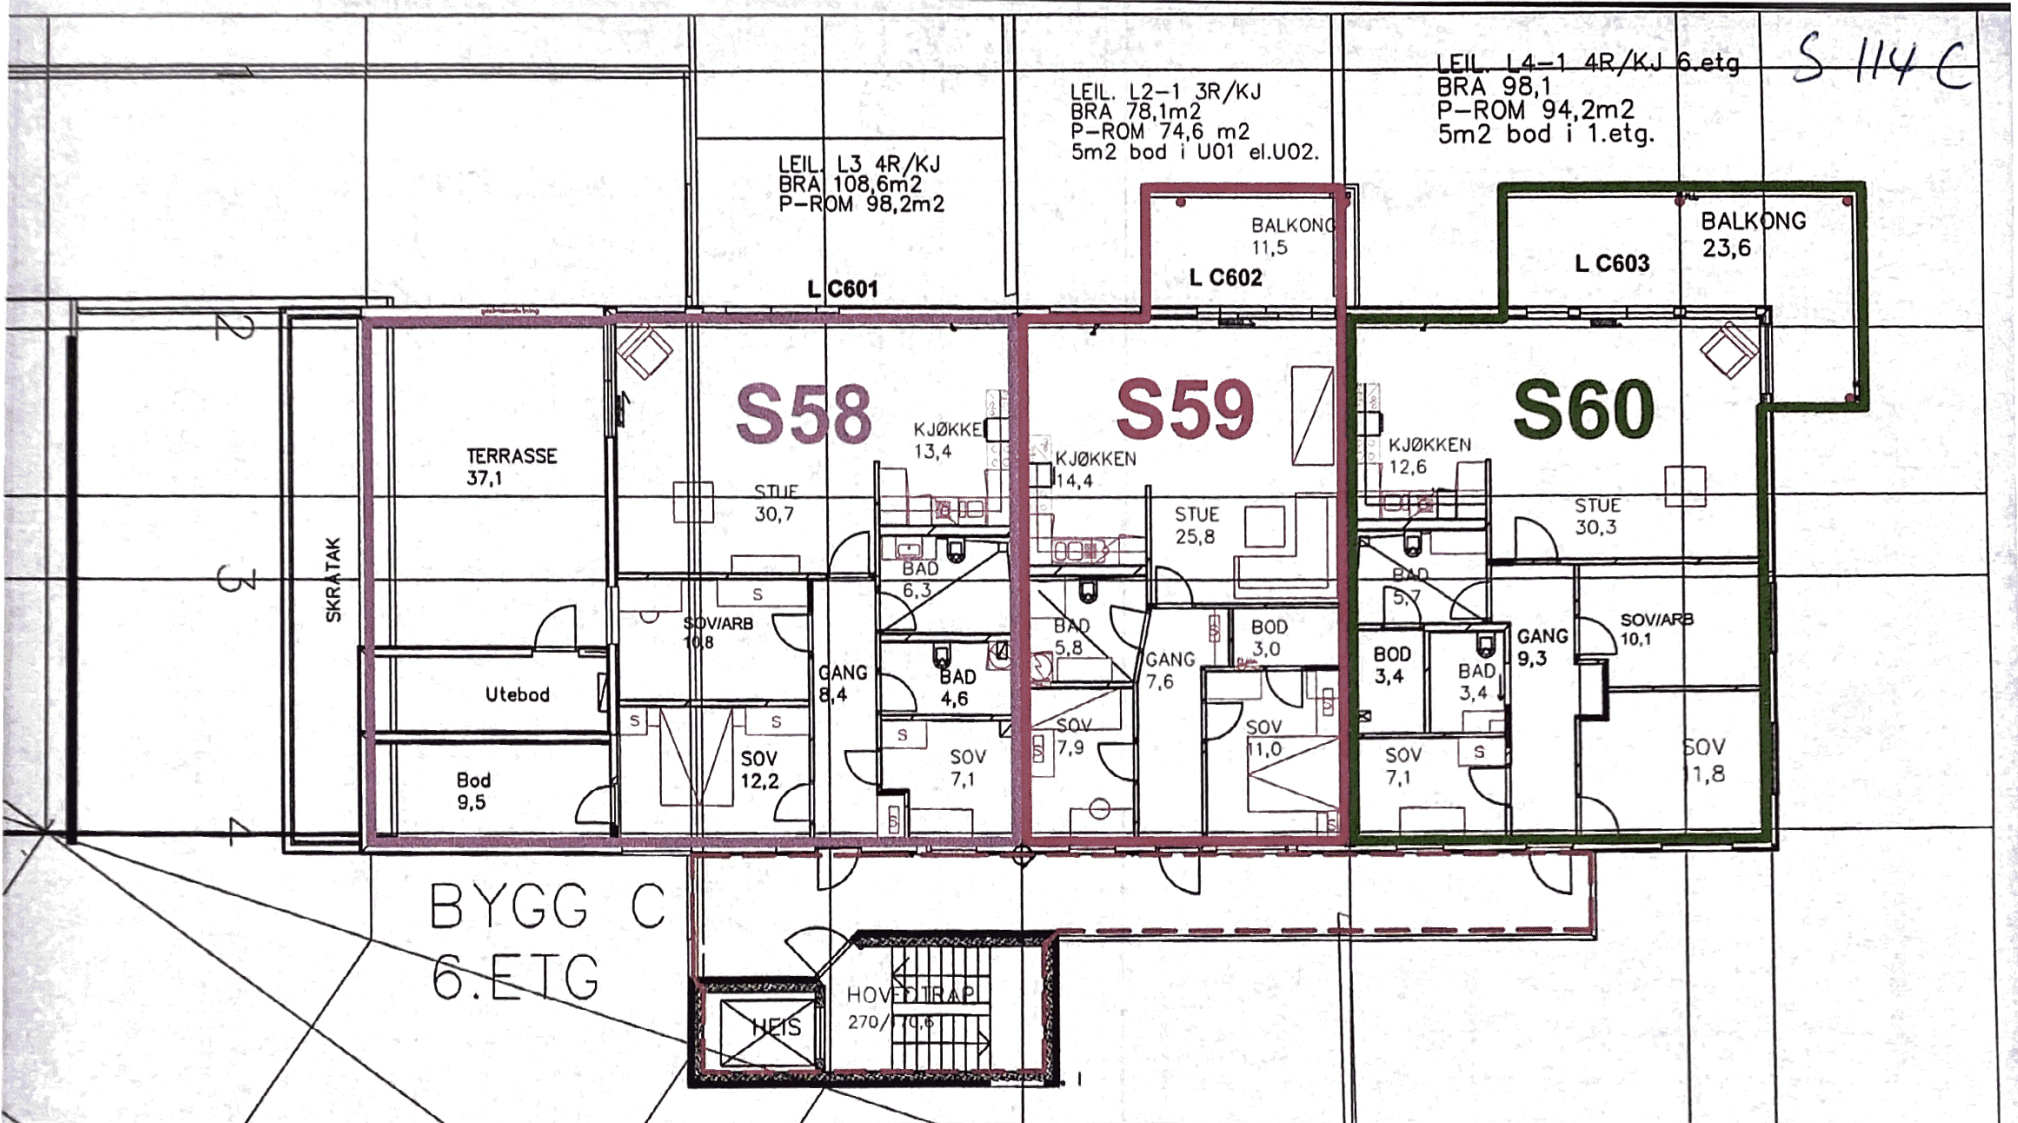 S 114 C
LEIL. L4-1 4R/KJ 6.etg
BRA 98,1
P-ROM 94,2m2
5m2 bod i 1.etg.
LEIL. L2-1 3R/KJ
BRA 78,1m2
P-ROM 74,6 m2
5m2 bod i U01 el.U02.
LEIL. L3 4R/KJ
BRA 108,6m2
P-ROM 98,2m2
L C601
BALKONG
11,5
L C602
BALKONG
23,6
L C603
2
3
4
SKRÅTAK
S58
TERRASSE
37,1
STUE
30,7
KJØKKE
13,4
BAD
6,3
S
SOV/ARB
10,8
GANG
8,4
BAD
4,6
Utebod
Bod
9,5
S
S
SOV
12,2
S
SOV
7,1
S
S59
KJØKKEN
14,4
STUE
25,8
BAD
5,8
S
BOD
3,0
GANG
7,6
SOV
7,9
S
S
SOV
11,0
S
S60
KJØKKEN
12,6
STUE
30,3
BAD
5,7
SOV/ARB
10,1
GANG
9,3
BOD
3,4
BAD
3,4
SOV
7,1
S
SOV
11,8
BYGG C
6.ETG
HEIS
HOVEDTRAP
270/170,6